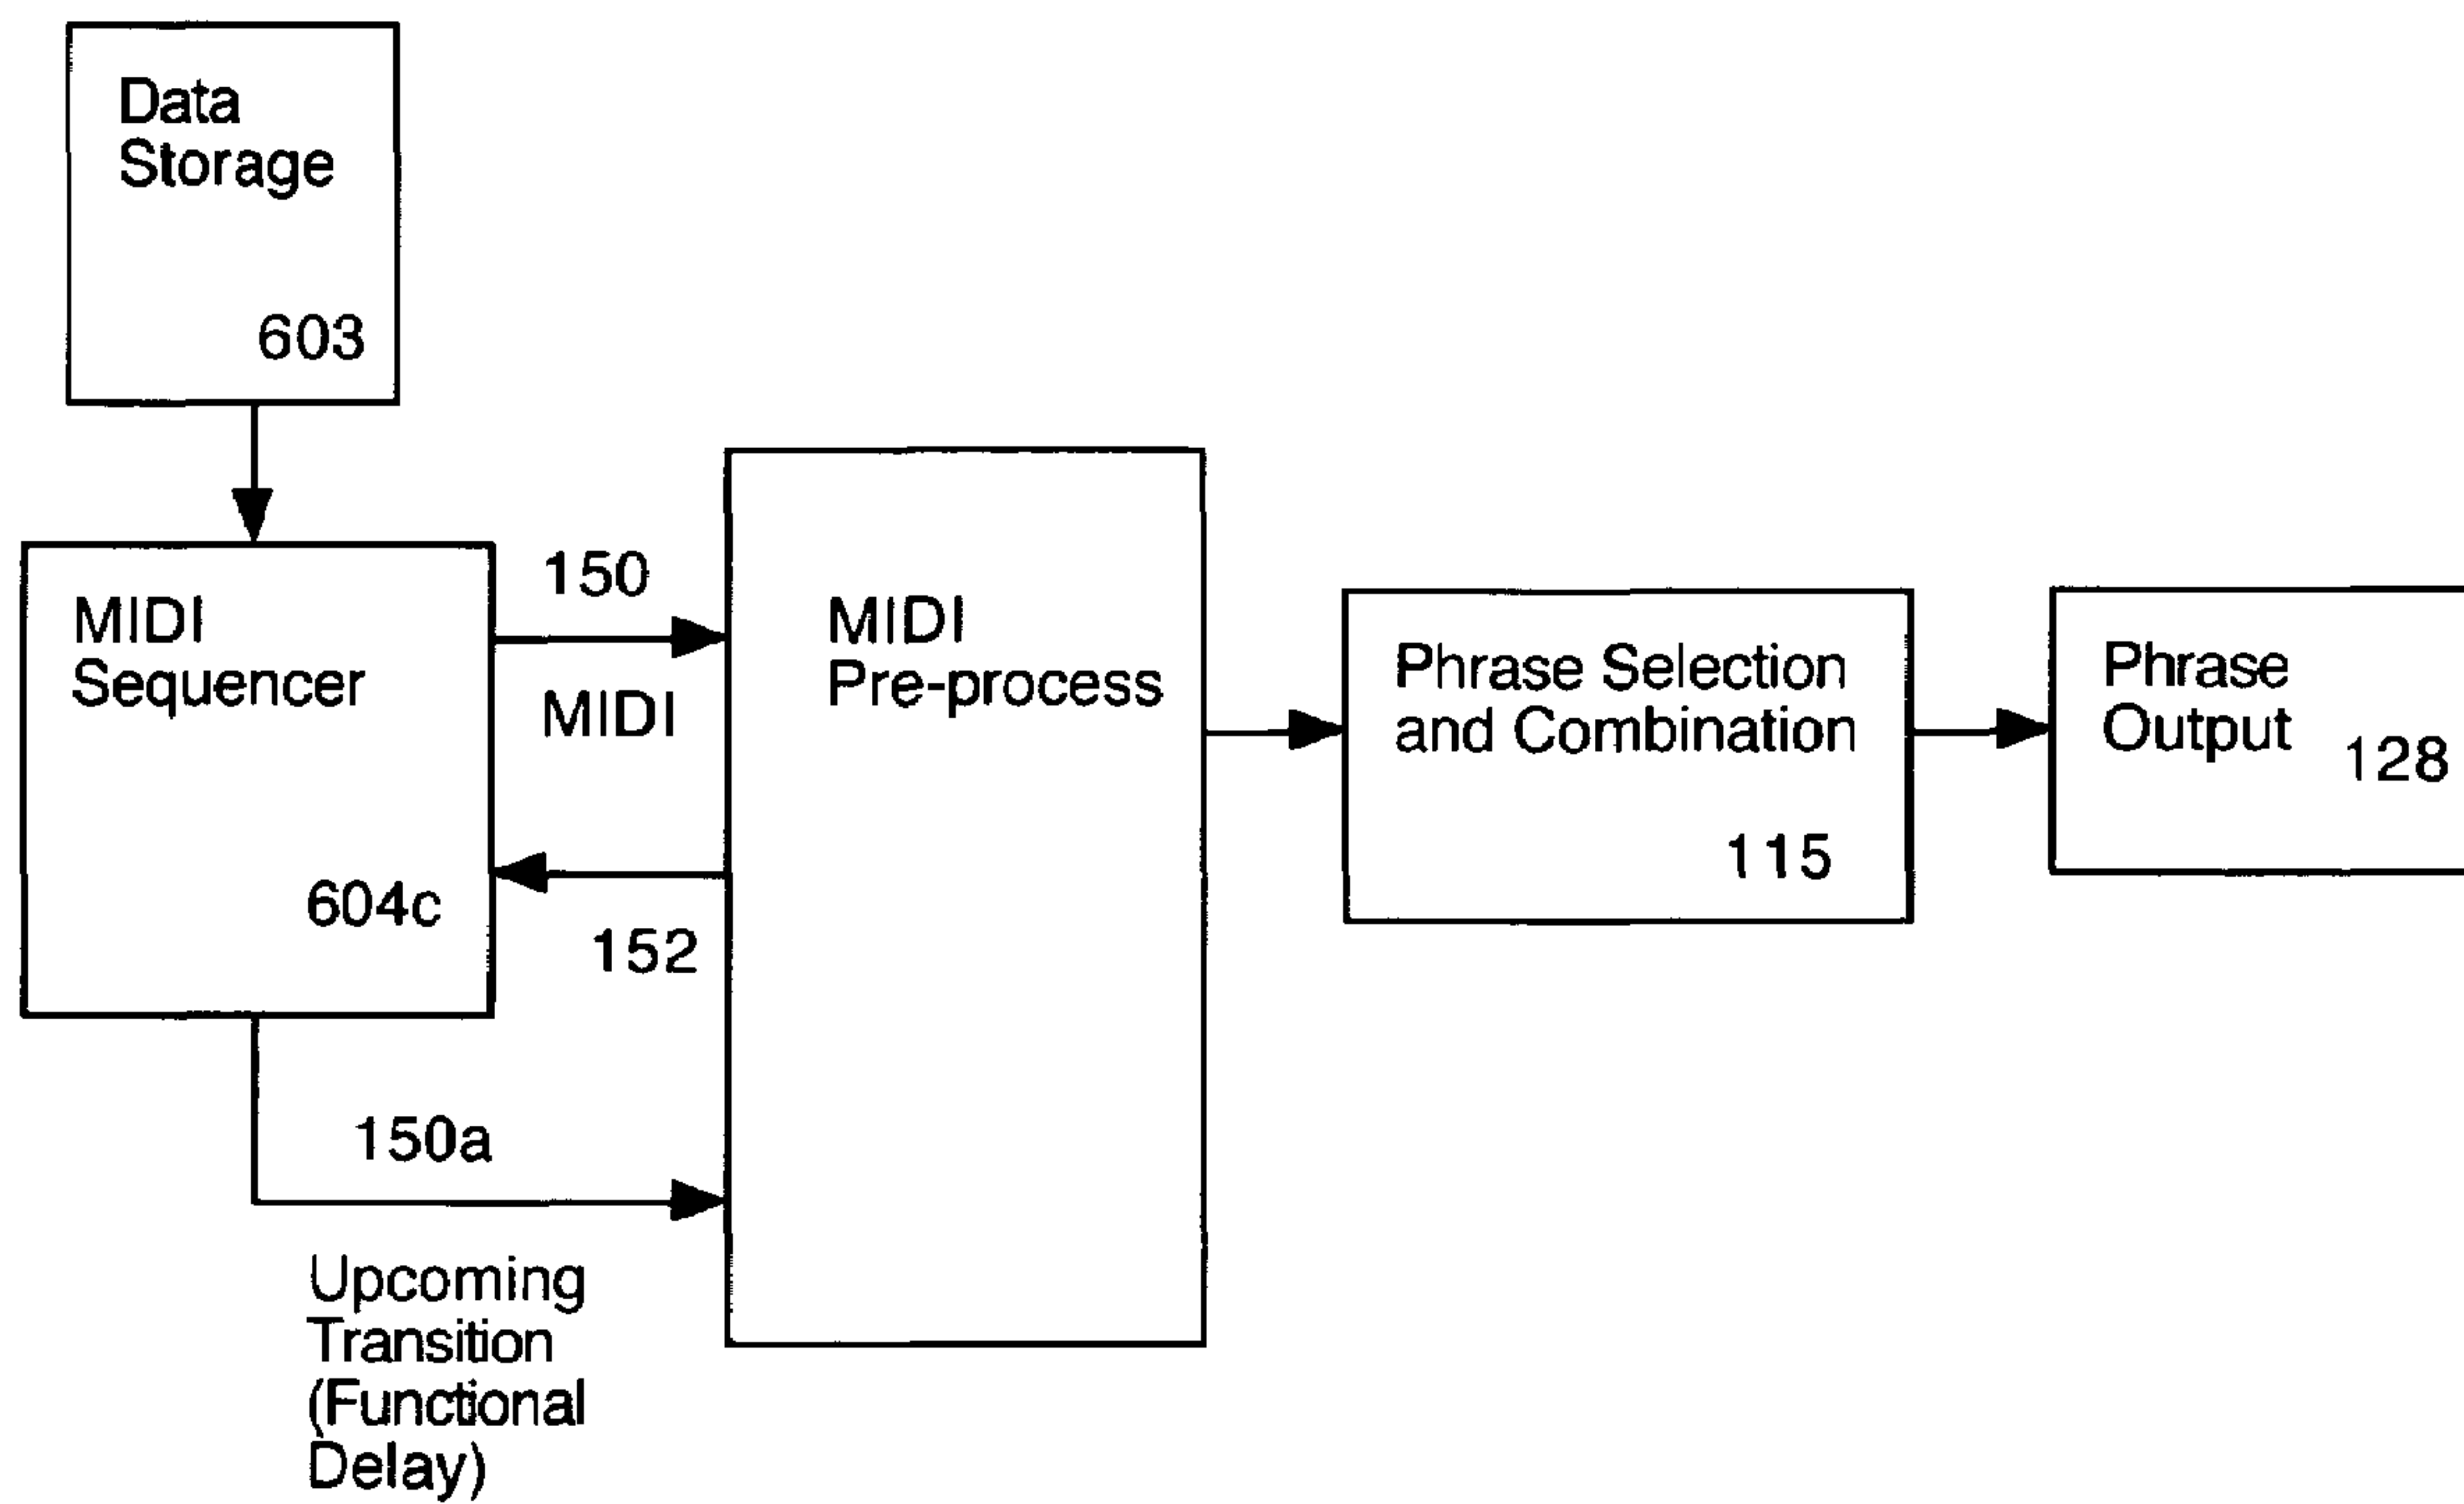 Data
Storage
603
MIDI
Sequencer
604c
150
MIDI
152
150a
Upcoming
Transition
(Functional
Delay)
MIDI
Pre-process
Phrase Selection
and Combination
115
Phrase
Output
128